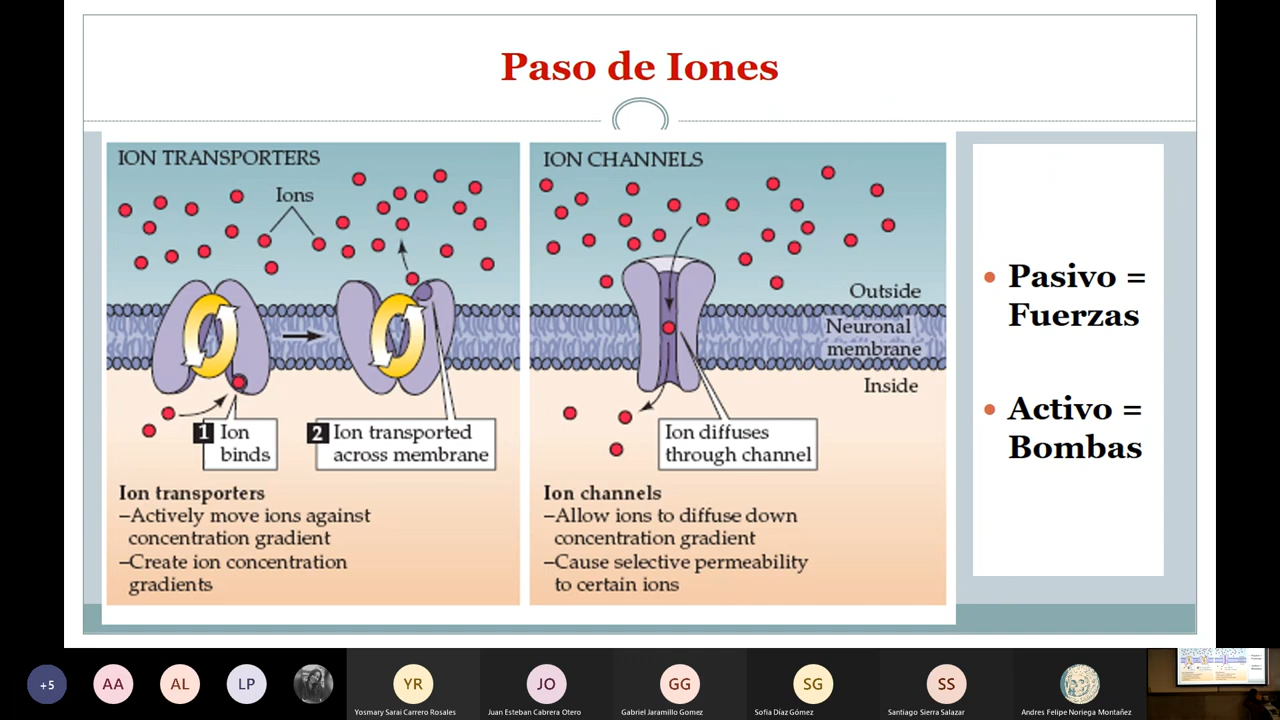 Paso de Iones
ION TRANSPORTERS
Ions
1 Ion
binds
2 Ion transported
across membrane
Ion transporters
–Actively move ions against
concentration gradient
–Create ion concentration
gradients
ION CHANNELS
Outside
Neuronal
membrane
Inside
Ion diffuses
through channel
Ion channels
–Allow ions to diffuse down
concentration gradient
–Cause selective permeability
to certain ions
• Pasivo =
Fuerzas
• Activo =
Bombas
+5
AA
AL
LP
YR
Yosmary Sarai Carrero Rosales
JO
Juan Esteban Cabrera Otero
GG
Gabriel Jaramillo Gomez
SG
Sofia Díaz Gómez
SS
Santiago Sierra Salazar
Andres Felipe Noriega Montañez